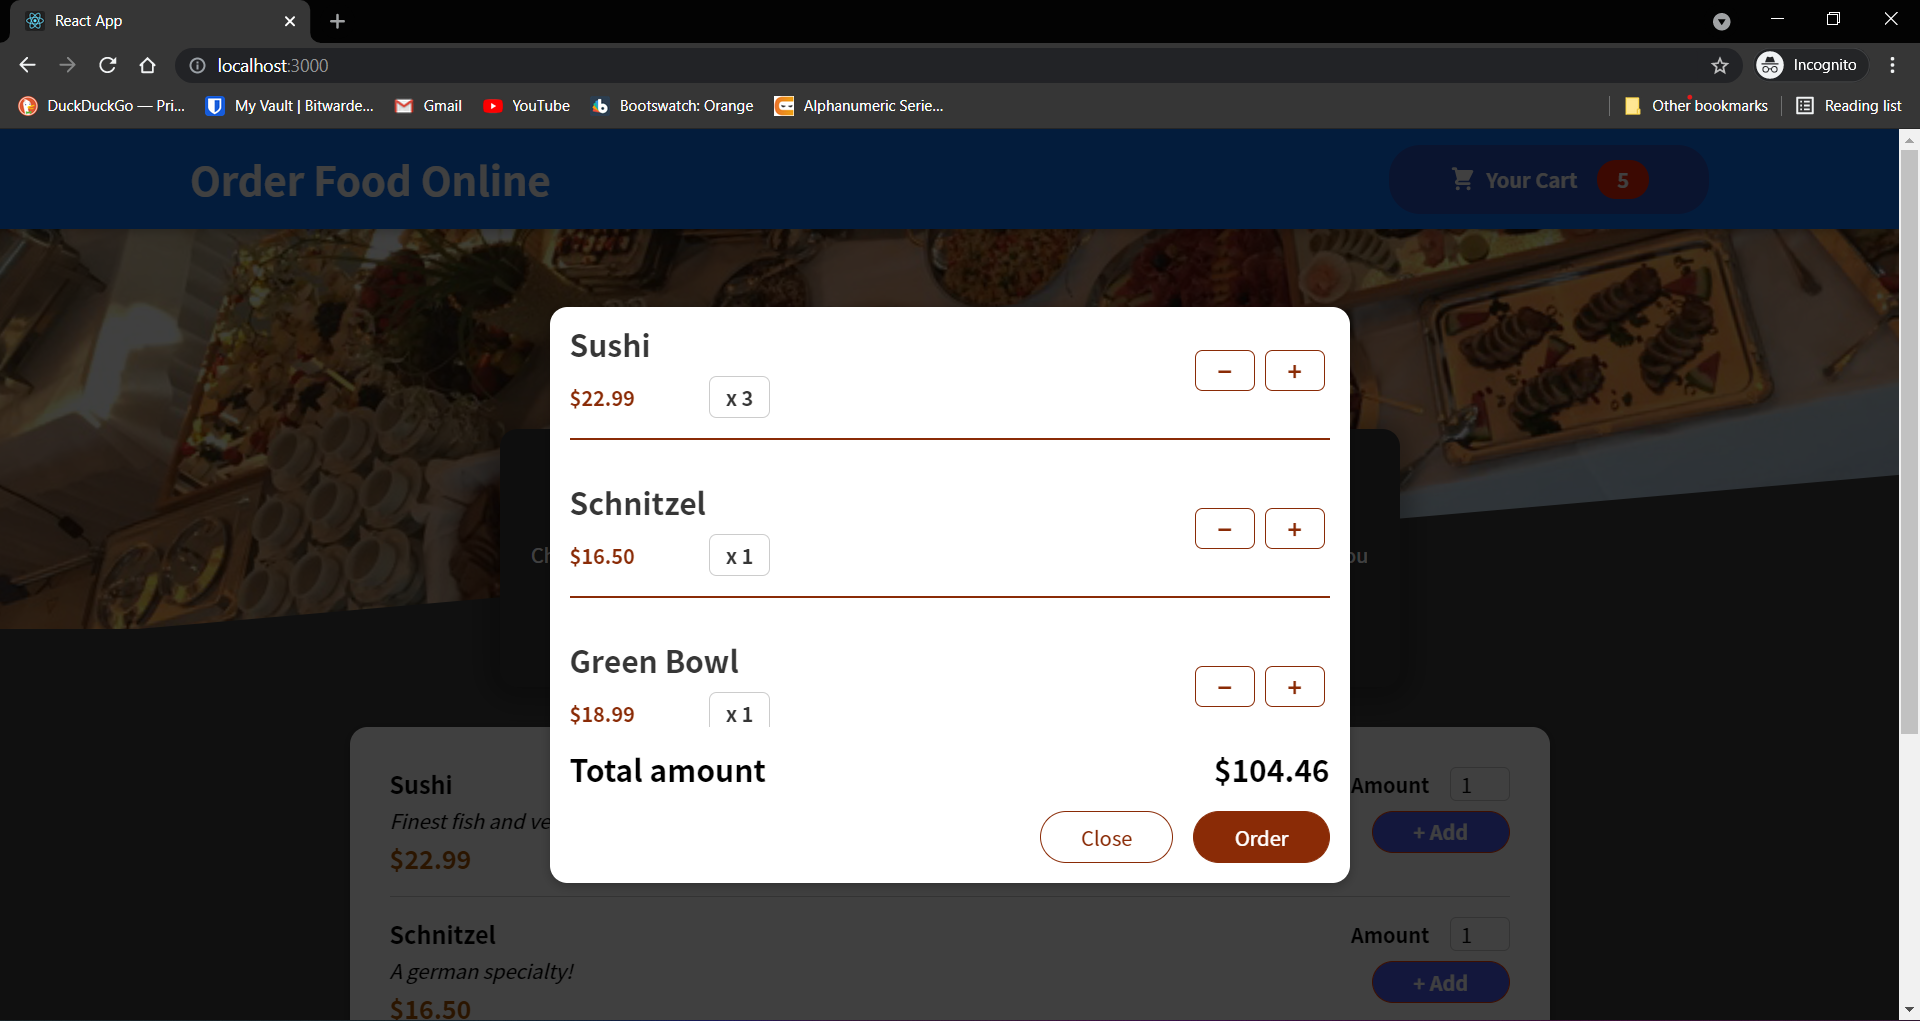 React App
localhost:3000
Incognito
DuckDuckGo — Pri...
My Vault | Bitwarde...
Gmail
YouTube
Bootswatch: Orange
Alphanumeric Serie...
Other bookmarks
Reading list
Order Food Online
Your Cart 5
Sushi
$22.99 x 3
− +
Schnitzel
$16.50 x 1
− +
Green Bowl
$18.99 x 1
− +
Total amount $104.46
Close Order
Ch
ou
Sushi
Finest fish and ve
$22.99
Amount 1
+ Add
Schnitzel
A german specialty!
$16.50
Amount 1
+ Add